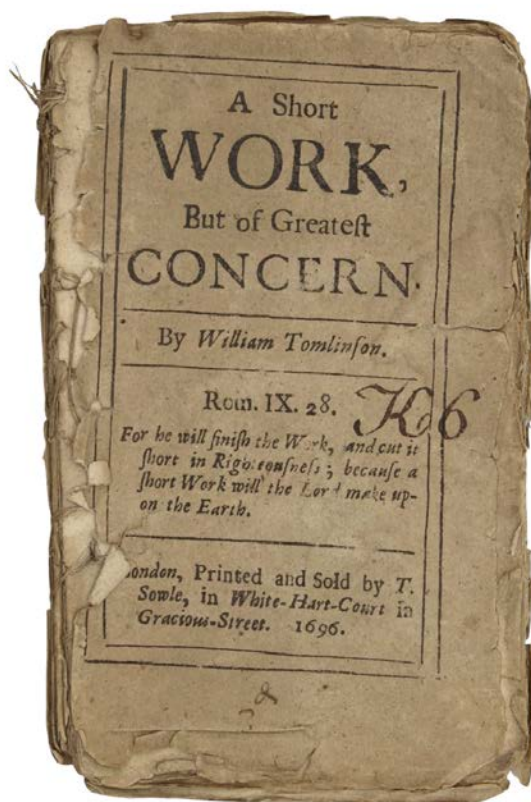 A Short
WORK,
But of Greateſt
CONCERN.
By William Tomlinſon.
Rom. IX. 28.
K6
For he will finiſh the Work, and cut it
ſhort in Righteouſneſs; becauſe a
ſhort Work will the Lord make up-
on the Earth.
London, Printed and Sold by T.
Sowle, in White-Hart-Court in
Gracious-Street. 1696.